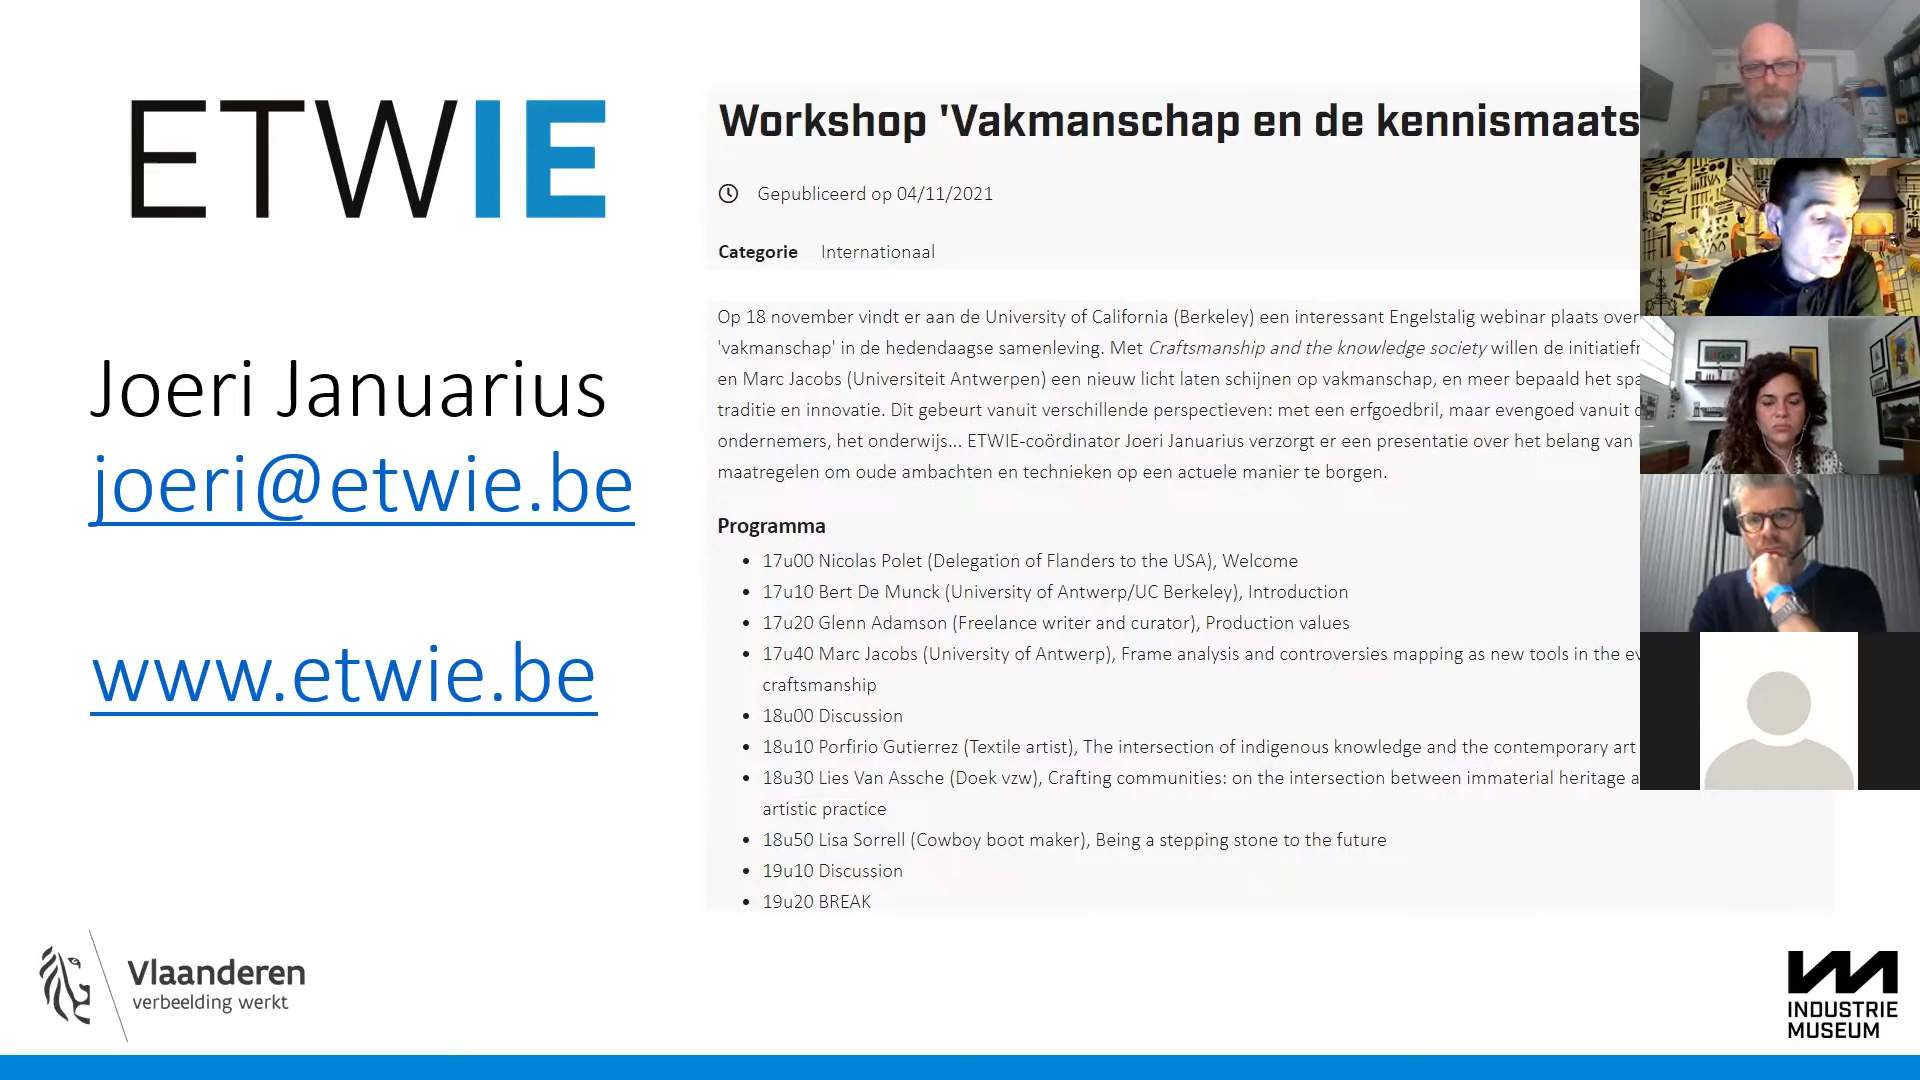 ETWIE
Joeri Januarius
joeri@etwie.be
www.etwie.be
Workshop 'Vakmanschap en de kennismaats
Gepubliceerd op 04/11/2021
Categorie Internationaal
Op 18 november vindt er aan de University of California (Berkeley) een interessant Engelstalig webinar plaats over
'vakmanschap' in de hedendaagse samenleving. Met Craftsmanship and the knowledge society willen de initiatiefr
en Marc Jacobs (Universiteit Antwerpen) een nieuw licht laten schijnen op vakmanschap, en meer bepaald het spa
traditie en innovatie. Dit gebeurt vanuit verschillende perspectieven: met een erfgoedbril, maar evengoed vanuit
ondernemers, het onderwijs... ETWIE-coördinator Joeri Januarius verzorgt er een presentatie over het belang van
maatregelen om oude ambachten en technieken op een actuele manier te borgen.
Programma
• 17u00 Nicolas Polet (Delegation of Flanders to the USA), Welcome
• 17u10 Bert De Munck (University of Antwerp/UC Berkeley), Introduction
• 17u20 Glenn Adamson (Freelance writer and curator), Production values
• 17u40 Marc Jacobs (University of Antwerp), Frame analysis and controversies mapping as new tools in the ev
craftsmanship
• 18u00 Discussion
• 18u10 Porfirio Gutierrez (Textile artist), The intersection of indigenous knowledge and the contemporary art
• 18u30 Lies Van Assche (Doek vzw), Crafting communities: on the intersection between immaterial heritage a
artistic practice
• 18u50 Lisa Sorrell (Cowboy boot maker), Being a stepping stone to the future
• 19u10 Discussion
• 19u20 BREAK
Vlaanderen
verbeelding werkt
INDUSTRIE
MUSEUM